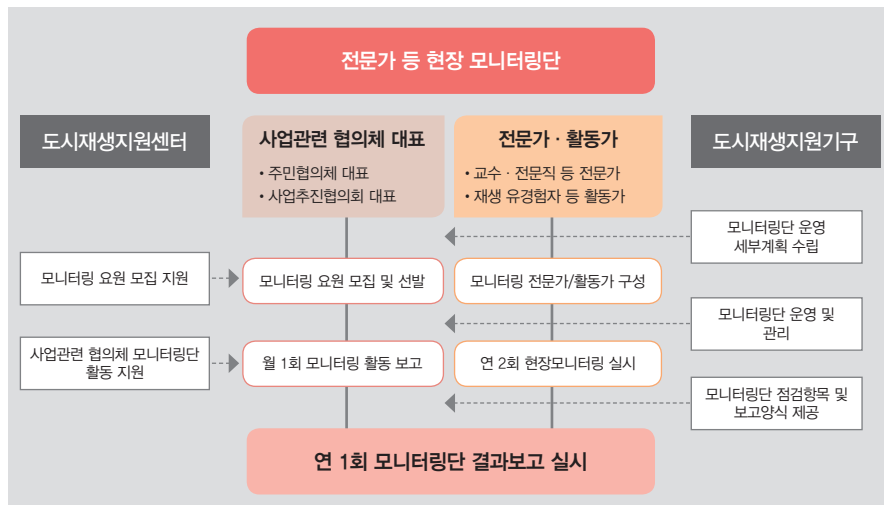 전문가 등 현장 모니터링단
도시재생지원센터
사업관련 협의체 대표
• 주민협의체 대표
• 사업추진협의회 대표
전문가 · 활동가
• 교수 · 전문직 등 전문가
• 재생 유경험자 등 활동가
도시재생지원기구
모니터링단 운영
세부계획 수립
모니터링 요원 모집 지원
모니터링 요원 모집 및 선발
모니터링 전문가/활동가 구성
모니터링단 운영 및
관리
사업관련 협의체 모니터링단
활동 지원
월 1회 모니터링 활동 보고
연 2회 현장모니터링 실시
모니터링단 점검항목 및
보고양식 제공
연 1회 모니터링단 결과보고 실시